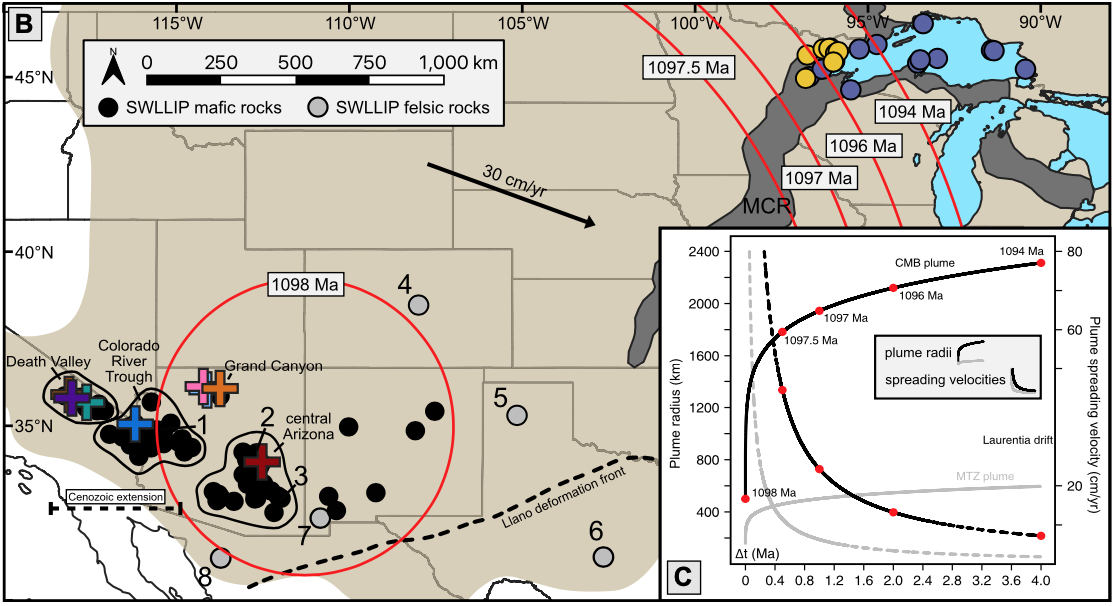 B
115°W
110°W
105°W
100°W
95°W
90°W
45°N
40°N
35°N
N
0
250
500
750
1,000 km
SWLLIP mafic rocks
SWLLIP felsic rocks
30 cm/yr
1097.5 Ma
1094 Ma
1096 Ma
1097 Ma
MCR
1098 Ma
4
Colorado
River
Trough
Death Valley
Grand Canyon
5
1
2
central
Arizona
3
Cenozoic extension
Llano deformation front
7
6
8
2400
2000
1600
1200
800
400
Plume radius (km)
80
60
20
Plume spreading velocity (cm/yr)
CMB plume
1094 Ma
1096 Ma
1097 Ma
1097.5 Ma
plume radii
spreading velocities
Laurentia drift
MTZ plume
1098 Ma
C
Δt (Ma)
0
0.4
0.8
1.2
1.6
2.0
2.4
2.8
3.2
3.6
4.0